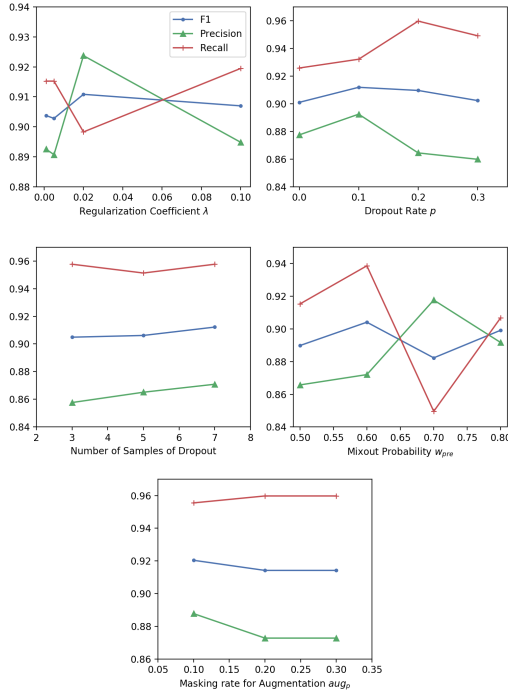 0.94
0.93
0.92
0.91
0.90
0.89
0.88
F1
Precision
Recall
0.00 0.02 0.04 0.06 0.08 0.10
Regularization Coefficient λ
0.96
0.94
0.92
0.90
0.88
0.86
0.84
0.0 0.1 0.2 0.3
Dropout Rate p
0.96
0.94
0.92
0.90
0.88
0.86
0.84
2 3 4 5 6 7 8
Number of Samples of Dropout
0.94
0.92
0.90
0.88
0.86
0.84
0.50 0.55 0.60 0.65 0.70 0.75 0.80
Mixout Probability w_pre
0.96
0.94
0.92
0.90
0.88
0.86
0.05 0.10 0.15 0.20 0.25 0.30 0.35
Masking rate for Augmentation aug_p